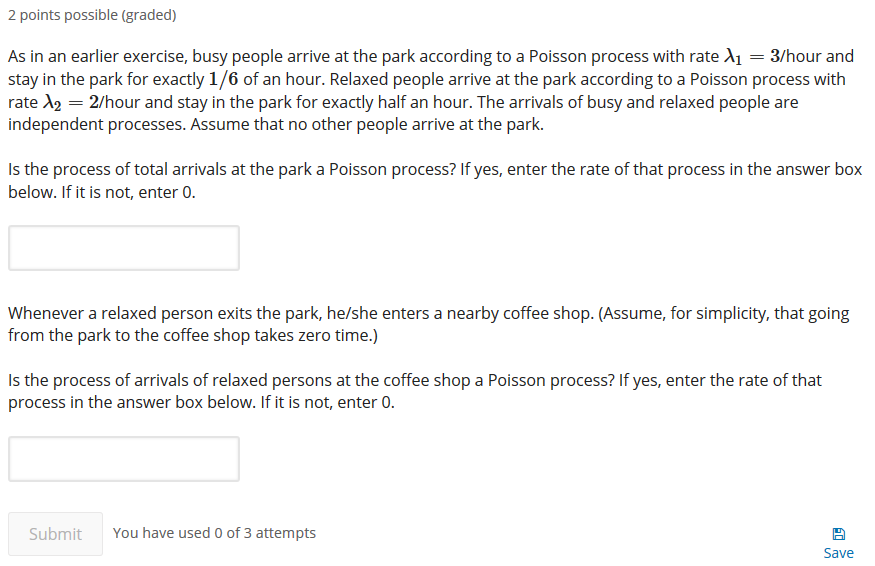 2 points possible (graded)
As in an earlier exercise, busy people arrive at the park according to a Poisson process with rate λ₁ = 3/hour and
stay in the park for exactly 1/6 of an hour. Relaxed people arrive at the park according to a Poisson process with
rate λ₂ = 2/hour and stay in the park for exactly half an hour. The arrivals of busy and relaxed people are
independent processes. Assume that no other people arrive at the park.
Is the process of total arrivals at the park a Poisson process? If yes, enter the rate of that process in the answer box
below. If it is not, enter 0.
Whenever a relaxed person exits the park, he/she enters a nearby coffee shop. (Assume, for simplicity, that going
from the park to the coffee shop takes zero time.)
Is the process of arrivals of relaxed persons at the coffee shop a Poisson process? If yes, enter the rate of that
process in the answer box below. If it is not, enter 0.
Submit You have used 0 of 3 attempts
Save